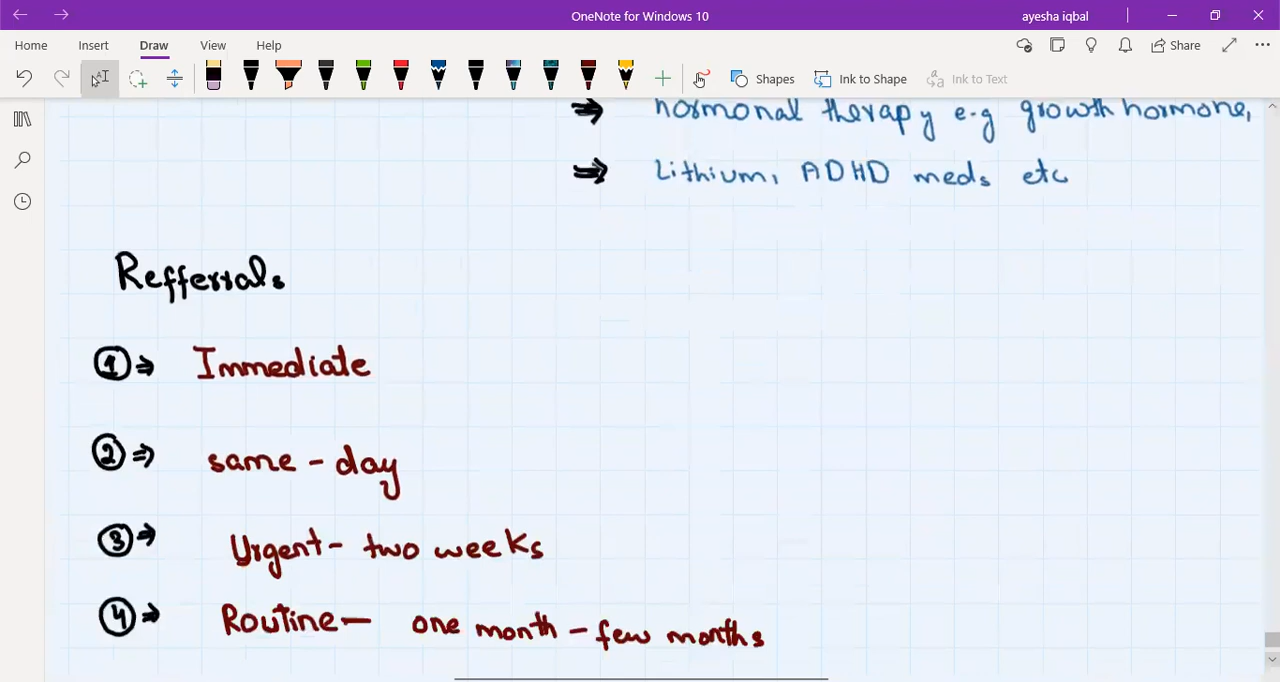 OneNote for Windows 10
ayesha iqbal
Home Insert Draw View Help
Share
Shapes
Ink to Shape
Ink to Text
⇒ hormonal therapy e-g growth hormone,
⇒ Lithium, ADHD meds etc
Refferrals
① ⇒ Immediate
② ⇒ same - day
③ ⇒ Urgent - two weeks
④ ⇒ Routine — one month - few months